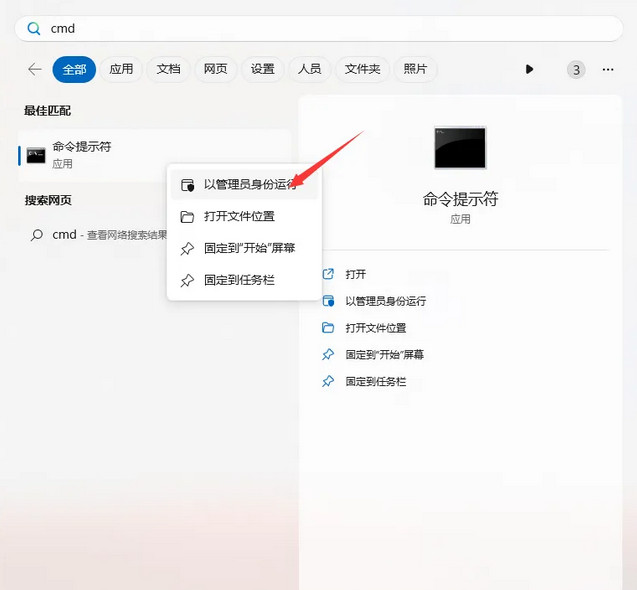 cmd
全部 应用 文档 网页 设置 人员 文件夹 照片 3
最佳匹配
命令提示符
应用
搜索网页
cmd - 查看网络搜索结果
以管理员身份运行
打开文件位置
固定到"开始"屏幕
固定到任务栏
命令提示符
应用
打开
以管理员身份运行
打开文件位置
固定到"开始"屏幕
固定到任务栏